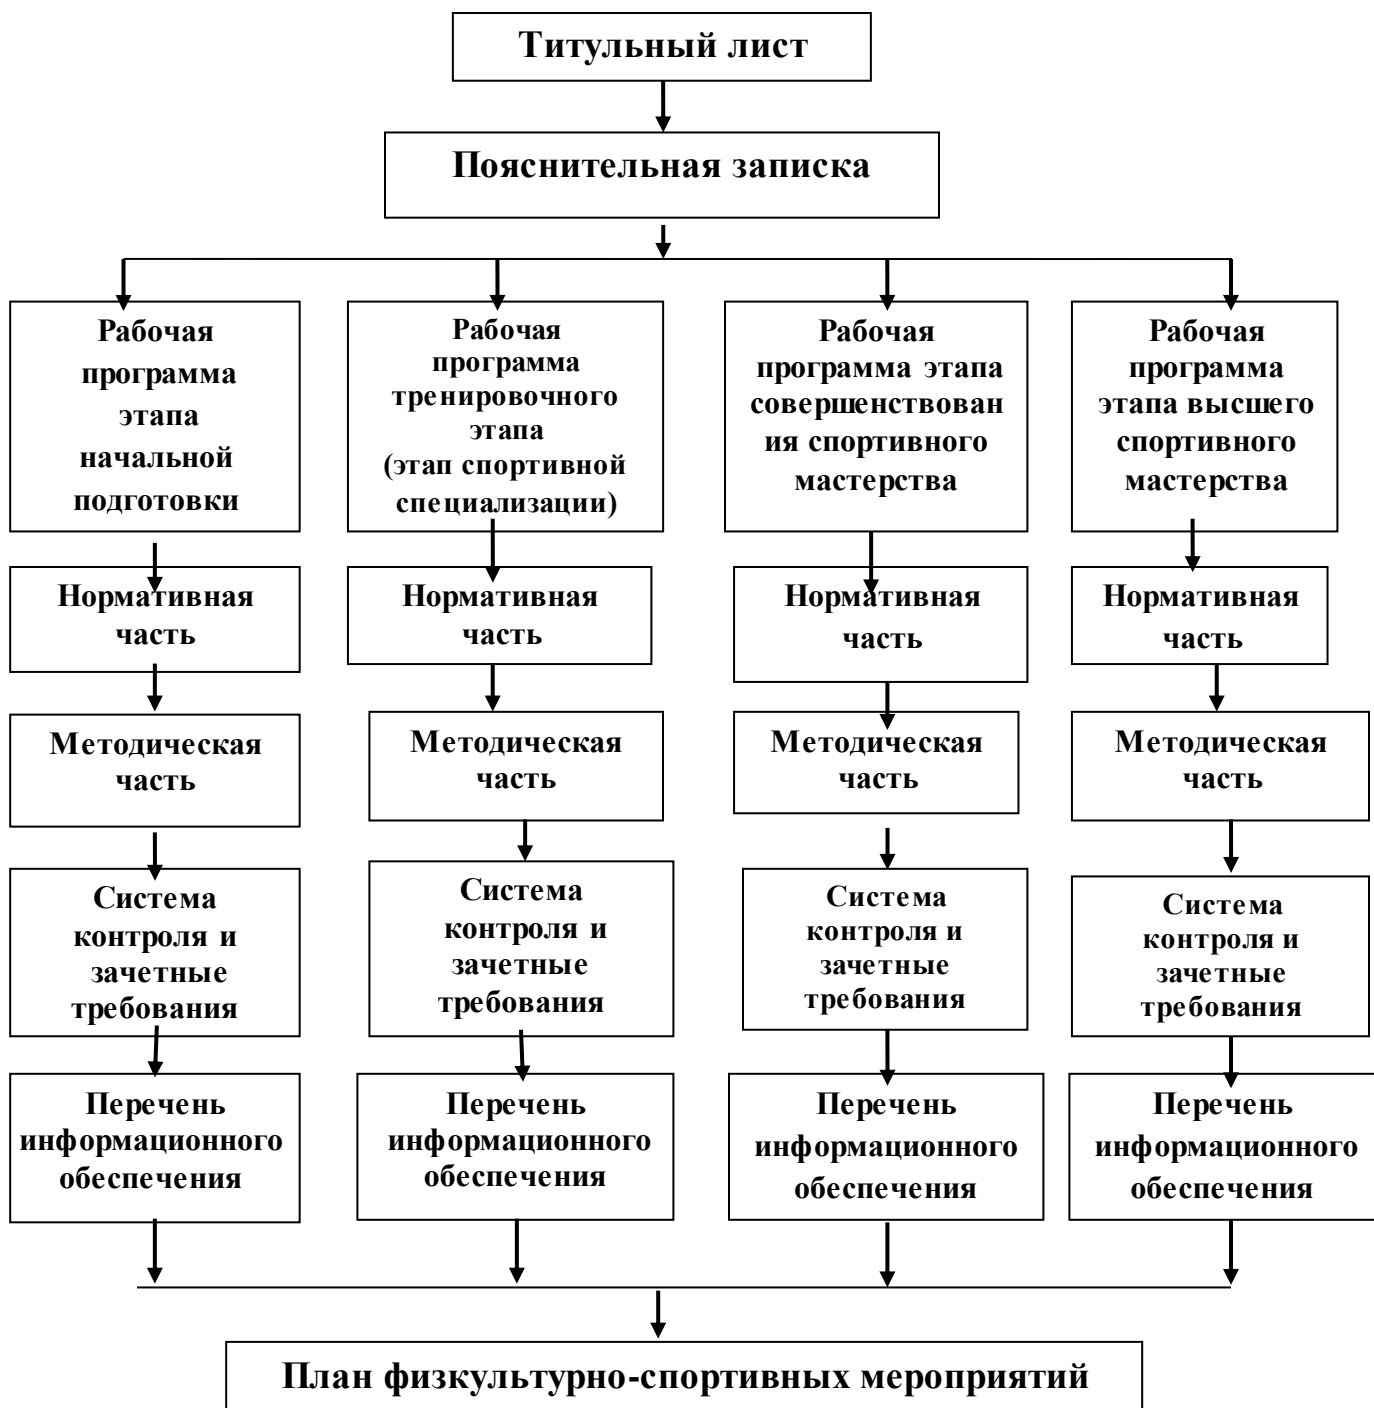 Титульный лист
Пояснительная записка
Рабочая
программа
этапа
начальной
подготовки
Рабочая
программа
тренировочного
этапа
(этап спортивной
специализации)
Рабочая
программа этапа
совершенствован
ия спортивного
мастерства
Рабочая
программа
этапа высшего
спортивного
мастерства
Нормативная
часть
Нормативная
часть
Нормативная
часть
Нормативная
часть
Методическая
часть
Методическая
часть
Методическая
часть
Методическая
часть
Система
контроля и
зачетные
требования
Система
контроля и
зачетные
требования
Система
контроля и
зачетные
требования
Система
контроля и
зачетные
требования
Перечень
информационного
обеспечения
Перечень
информационного
обеспечения
Перечень
информационного
обеспечения
Перечень
информационного
обеспечения
План физкультурно-спортивных мероприятий